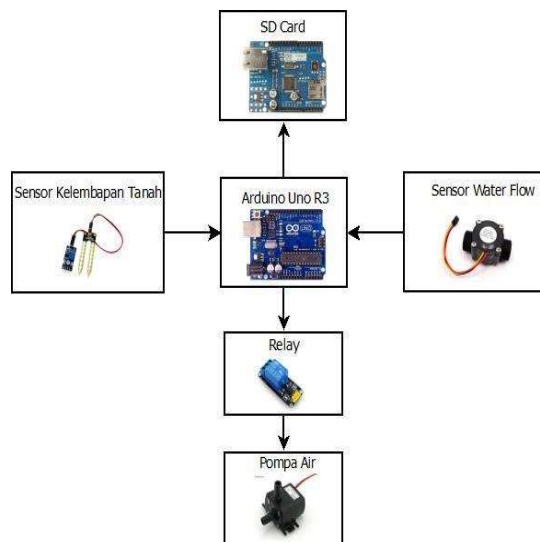 SD Card
Sensor Kelembapan Tanah
Arduino Uno R3
Sensor Water Flow
Relay
Pompa Air